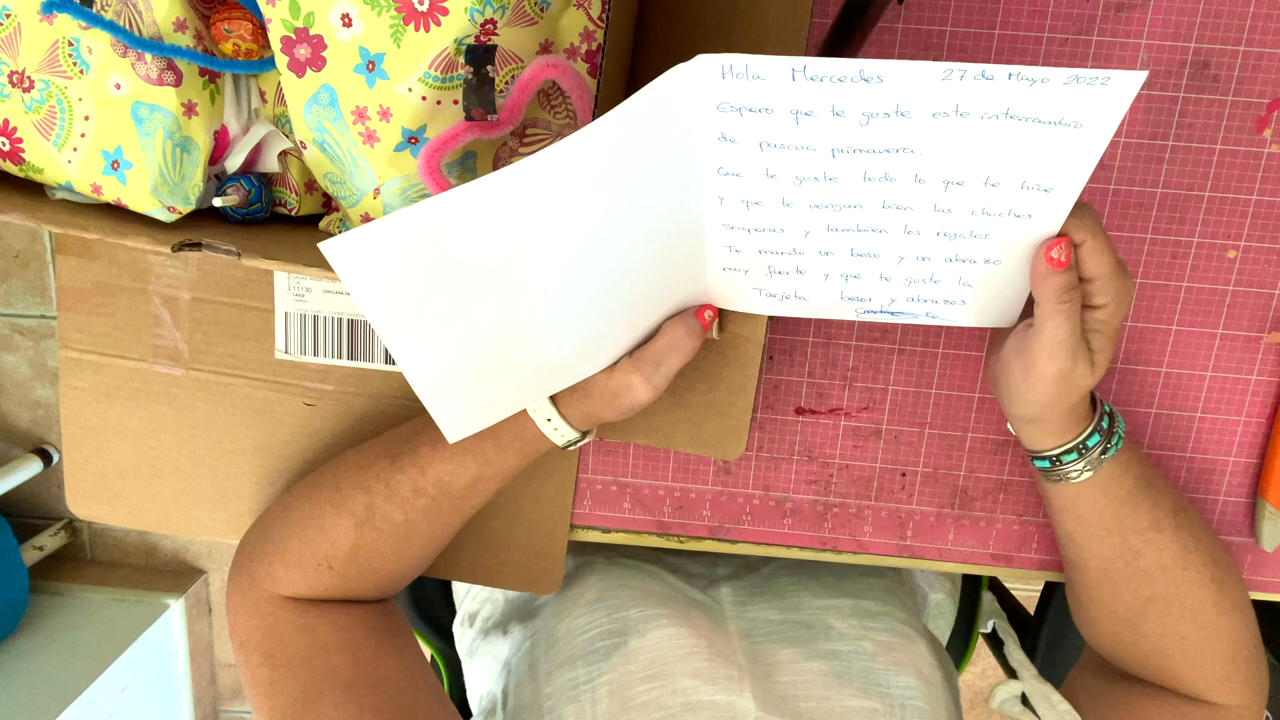 Hola Mercedes 27 de Mayo 2022
Espero que te guste este intercambio
de pascua primavera.
Que te guste todo lo que te hice
y que te vengan bien las chuches
scraperas y tambien los regalos
Te mando un beso y un abrazo
muy fuerte y que te guste la
Tarjeta besos y abrazos
11130